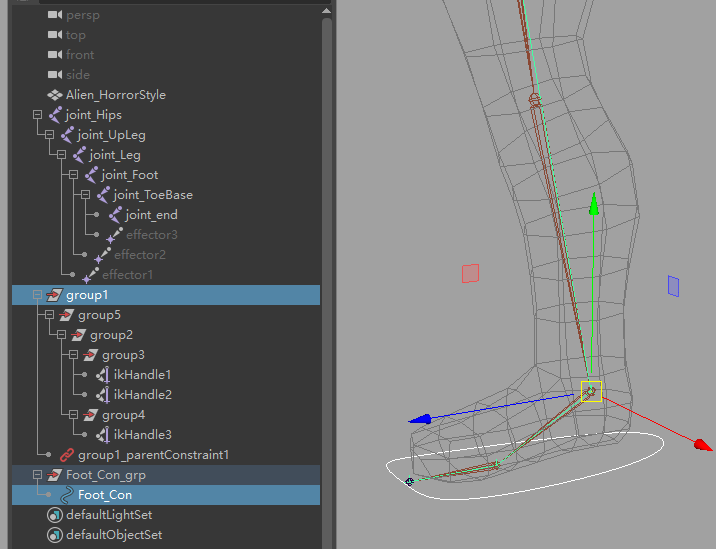 persp
top
front
side
Alien_HorrorStyle
joint_Hips
joint_UpLeg
joint_Leg
joint_Foot
joint_ToeBase
joint_end
effector3
effector2
effector1
group1
group5
group2
group3
ikHandle1
ikHandle2
group4
ikHandle3
group1_parentConstraint1
Foot_Con_grp
Foot_Con
defaultLightSet
defaultObjectSet